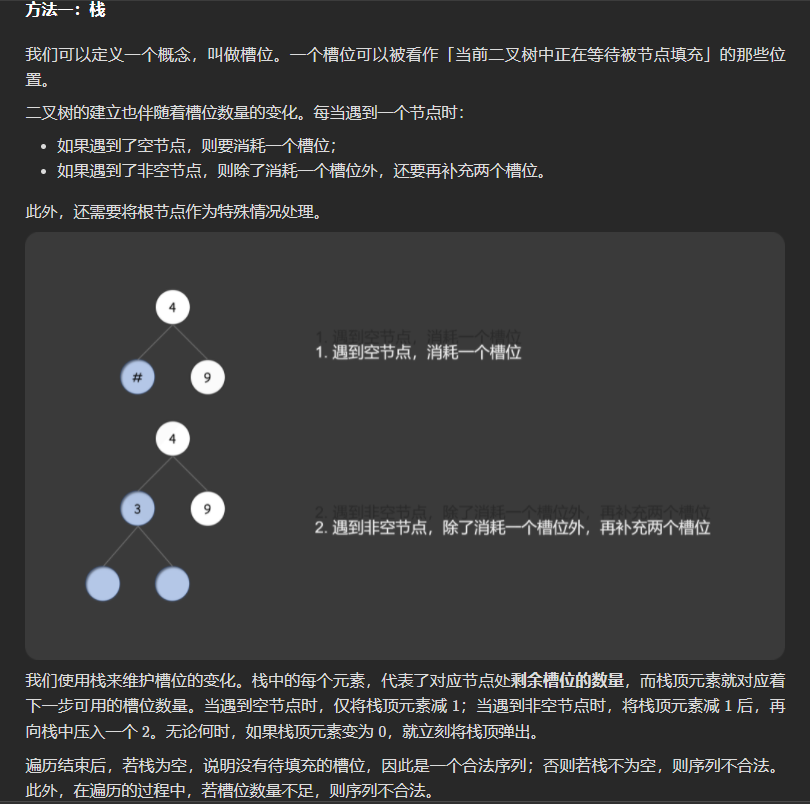 方法一：栈
我们可以定义一个概念，叫做槽位。一个槽位可以被看作「当前二叉树中正在等待被节点填充」的那些位
置。
二叉树的建立也伴随着槽位数量的变化。每当遇到一个节点时：
• 如果遇到了空节点，则要消耗一个槽位；
• 如果遇到了非空节点，则除了消耗一个槽位外，还要再补充两个槽位。
此外，还需要将根节点作为特殊情况处理。
4
1. 遇到空节点，消耗一个槽位
1. 遇到空节点，消耗一个槽位
# 9
4
3 9
2. 遇到非空节点，除了消耗一个槽位外，再补充两个槽位
2. 遇到非空节点，除了消耗一个槽位外，再补充两个槽位
我们使用栈来维护槽位的变化。栈中的每个元素，代表了对应节点处剩余槽位的数量，而栈顶元素就对应着
下一步可用的槽位数量。当遇到空节点时，仅将栈顶元素减 1；当遇到非空节点时，将栈顶元素减 1 后，再
向栈中压入一个 2。无论何时，如果栈顶元素变为 0，就立刻将栈顶弹出。
遍历结束后，若栈为空，说明没有待填充的槽位，因此是一个合法序列；否则若栈不为空，则序列不合法。
此外，在遍历的过程中，若槽位数量不足，则序列不合法。